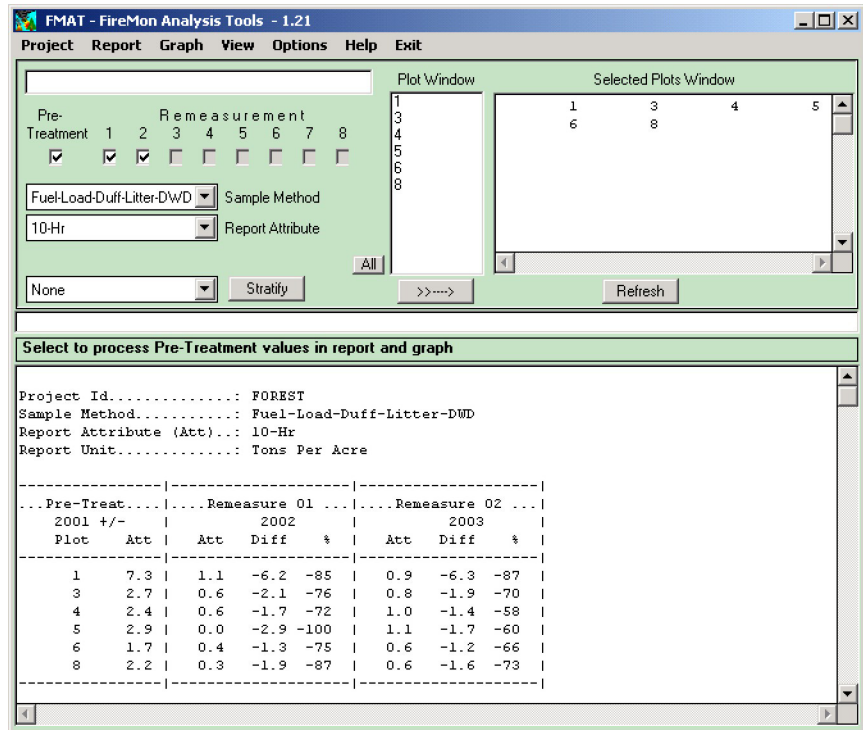 FMAT - FireMon Analysis Tools - 1.21
Project Report Graph View Options Help Exit
Plot Window
Selected Plots Window
Pre-
Treatment
Remeasurement
1 2 3 4 5 6 7 8
Fuel-Load-Duff-Litter-DWD
Sample Method
10-Hr
Report Attribute
All
None
Stratify
1
3
4
5
6
8
>>---->
1 3 4 5
6 8
Refresh
Select to process Pre-Treatment values in report and graph
Project Id..............: FOREST
Sample Method...........: Fuel-Load-Duff-Litter-DWD
Report Attribute (Att)..: 10-Hr
Report Unit.............: Tons Per Acre
-----------------|---------------------|---------------------|
...Pre-Treat....|....Remeasure 01 ...|....Remeasure 02 ...|
2001 +/- | 2002 | 2003 |
Plot Att | Att Diff % | Att Diff % |
-----------------|---------------------|---------------------|
1 7.3 | 1.1 -6.2 -85 | 0.9 -6.3 -87 |
3 2.7 | 0.6 -2.1 -76 | 0.8 -1.9 -70 |
4 2.4 | 0.6 -1.7 -72 | 1.0 -1.4 -58 |
5 2.9 | 0.0 -2.9 -100 | 1.1 -1.7 -60 |
6 1.7 | 0.4 -1.3 -75 | 0.6 -1.2 -66 |
8 2.2 | 0.3 -1.9 -87 | 0.6 -1.6 -73 |
-----------------|---------------------|---------------------|